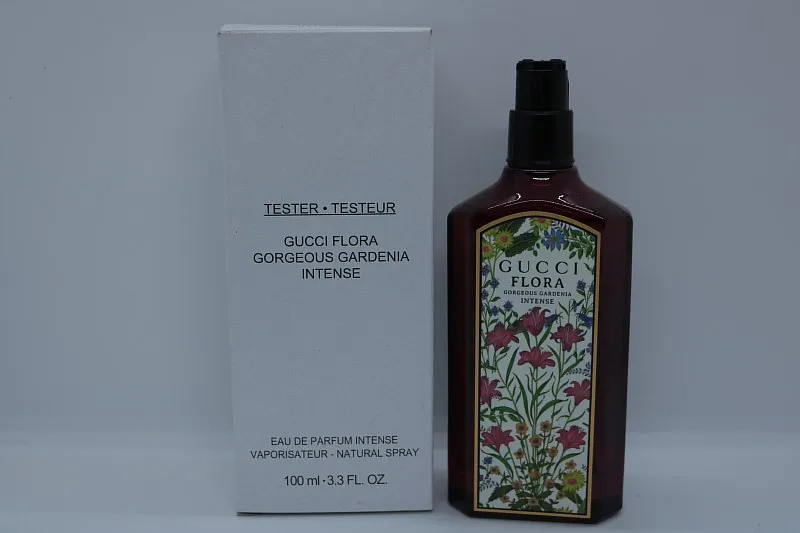 TESTER • TESTEUR
GUCCI FLORA
GORGEOUS GARDENIA
INTENSE
EAU DE PARFUM INTENSE
VAPORISATEUR - NATURAL SPRAY
100 ml • 3.3 FL. OZ.
GUCCI
FLORA
GORGEOUS GARDENIA
INTENSE